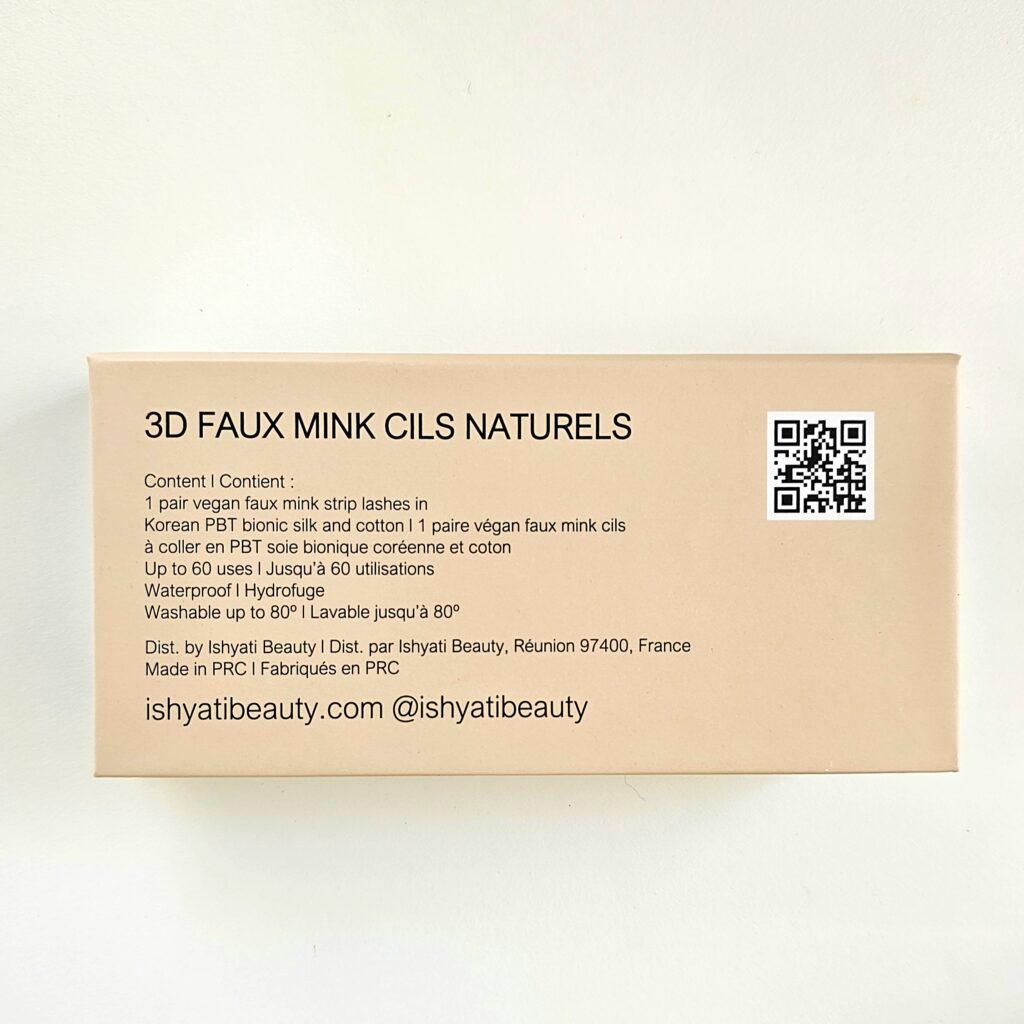 3D FAUX MINK CILS NATURELS
Content l Contient :
1 pair vegan faux mink strip lashes in
Korean PBT bionic silk and cotton l 1 paire végan faux mink cils
à coller en PBT soie bionique coréenne et coton
Up to 60 uses l Jusqu'à 60 utilisations
Waterproof l Hydrofuge
Washable up to 80º l Lavable jusqu'à 80º
Dist. by Ishyati Beauty l Dist. par Ishyati Beauty, Réunion 97400, France
Made in PRC l Fabriqués en PRC
ishyatibeauty.com @ishyatibeauty